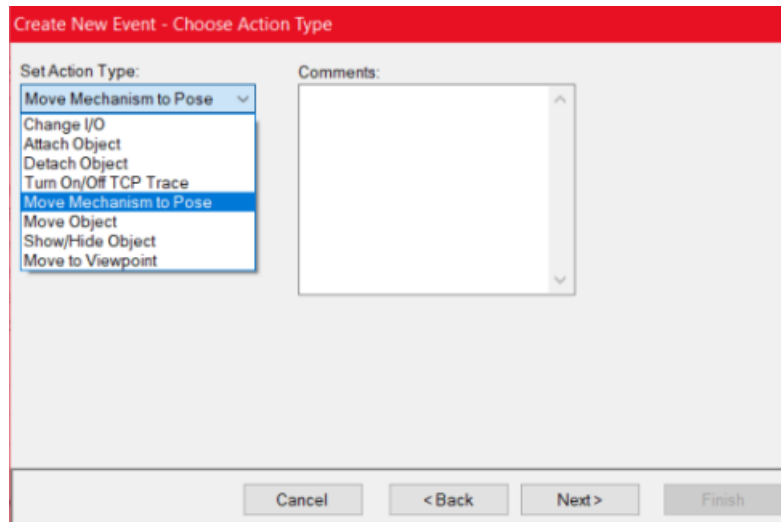 Create New Event - Choose Action Type
Set Action Type:
Comments:
Move Mechanism to Pose
Change I/O
Attach Object
Detach Object
Turn On/Off TCP Trace
Move Mechanism to Pose
Move Object
Show/Hide Object
Move to Viewpoint
Cancel
< Back
Next >
Finish